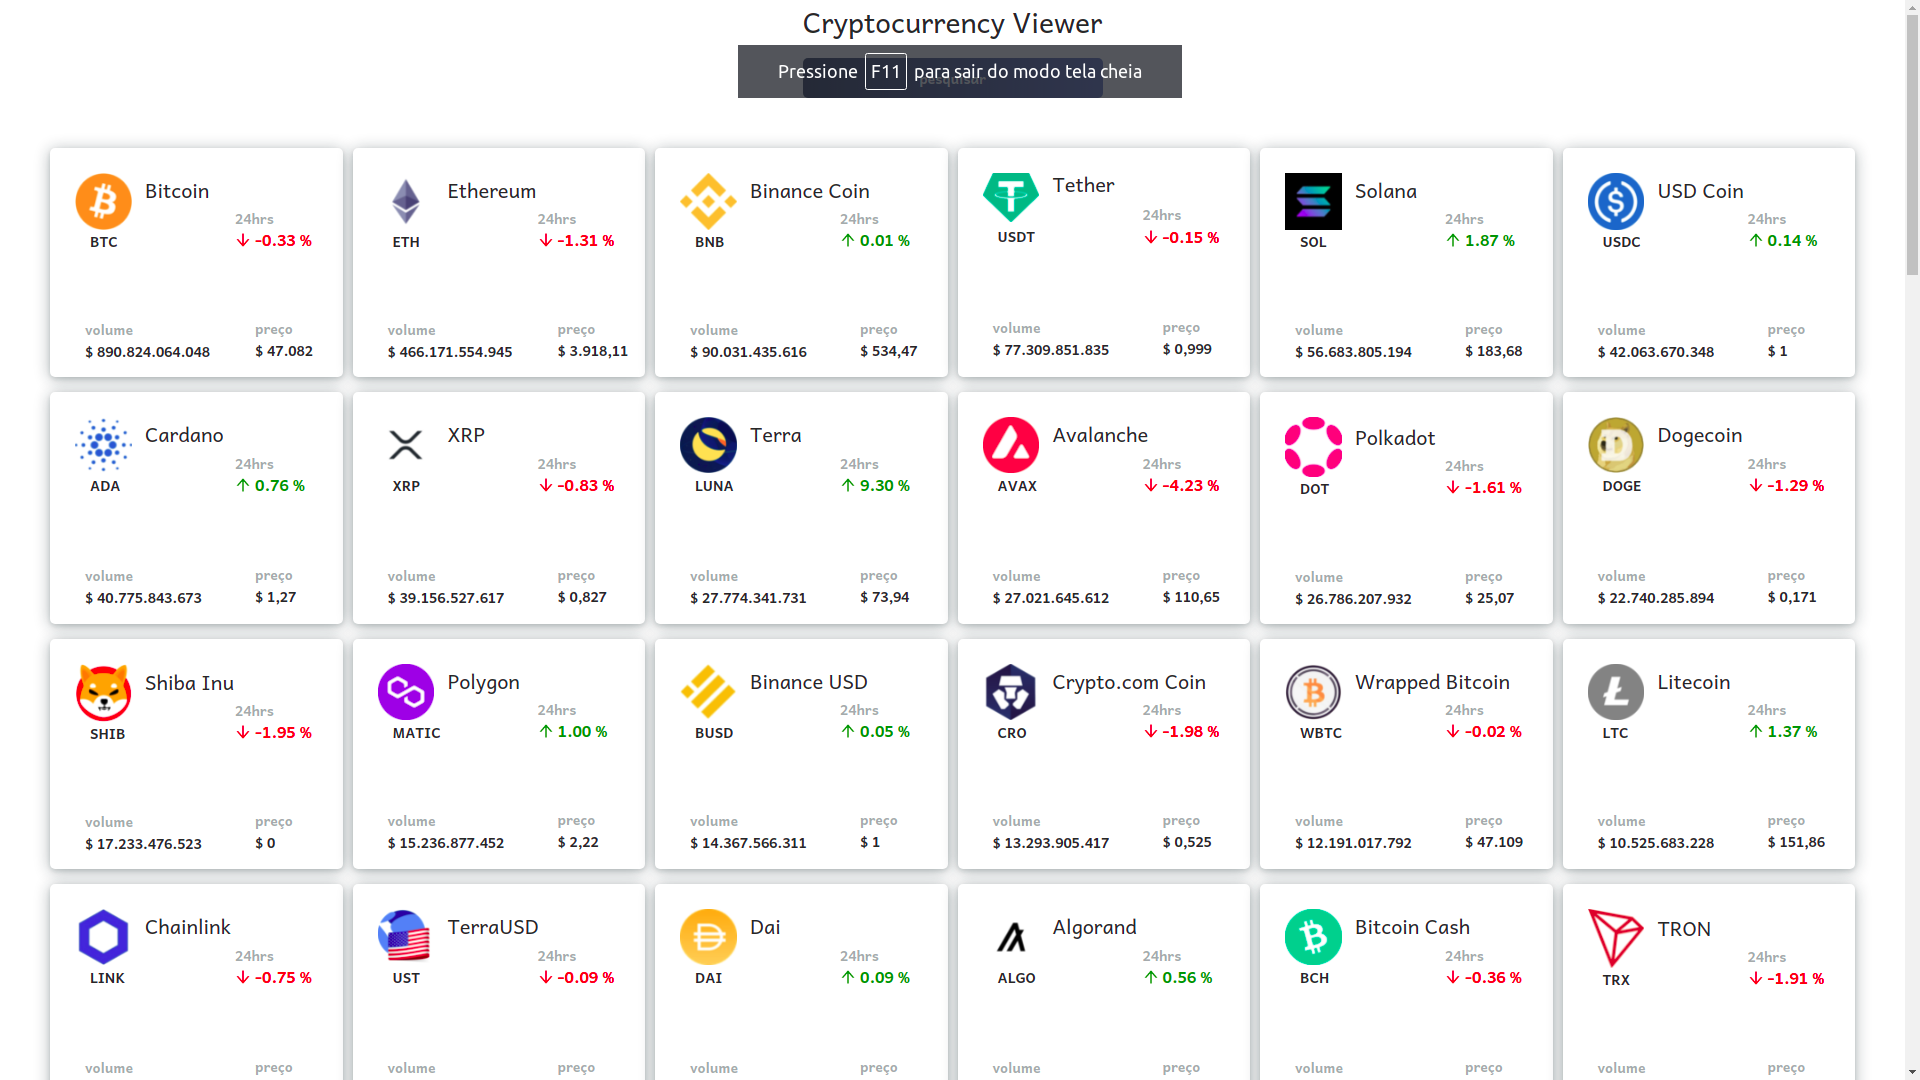 Cryptocurrency Viewer
Pressione F11 para sair do modo tela cheia
pesquisar
Bitcoin
24hrs
BTC
-0.33 %
volume
preço
$ 890.824.064.048
$ 47.082
Ethereum
24hrs
ETH
-1.31 %
volume
preço
$ 466.171.554.945
$ 3.918,11
Binance Coin
24hrs
BNB
0.01 %
volume
preço
$ 90.031.435.616
$ 534,47
Tether
24hrs
USDT
-0.15 %
volume
preço
$ 77.309.851.835
$ 0,999
Solana
24hrs
SOL
1.87 %
volume
preço
$ 56.683.805.194
$ 183,68
USD Coin
24hrs
USDC
0.14 %
volume
preço
$ 42.063.670.348
$ 1
Cardano
24hrs
ADA
0.76 %
volume
preço
$ 40.775.843.673
$ 1,27
XRP
24hrs
XRP
-0.83 %
volume
preço
$ 39.156.527.617
$ 0,827
Terra
24hrs
LUNA
9.30 %
volume
preço
$ 27.774.341.731
$ 73,94
Avalanche
24hrs
AVAX
-4.23 %
volume
preço
$ 27.021.645.612
$ 110,65
Polkadot
24hrs
DOT
-1.61 %
volume
preço
$ 26.786.207.932
$ 25,07
Dogecoin
24hrs
DOGE
-1.29 %
volume
preço
$ 22.740.285.894
$ 0,171
Shiba Inu
24hrs
SHIB
-1.95 %
volume
preço
$ 17.233.476.523
$ 0
Polygon
24hrs
MATIC
1.00 %
volume
preço
$ 15.236.877.452
$ 2,22
Binance USD
24hrs
BUSD
0.05 %
volume
preço
$ 14.367.566.311
$ 1
Crypto.com Coin
24hrs
CRO
-1.98 %
volume
preço
$ 13.293.905.417
$ 0,525
Wrapped Bitcoin
24hrs
WBTC
-0.02 %
volume
preço
$ 12.191.017.792
$ 47.109
Litecoin
24hrs
LTC
1.37 %
volume
preço
$ 10.525.683.228
$ 151,86
Chainlink
24hrs
LINK
-0.75 %
volume
preço
TerraUSD
24hrs
UST
-0.09 %
volume
preço
Dai
24hrs
DAI
0.09 %
volume
preço
Algorand
24hrs
ALGO
0.56 %
volume
preço
Bitcoin Cash
24hrs
BCH
-0.36 %
volume
preço
TRON
24hrs
TRX
-1.91 %
volume
preço